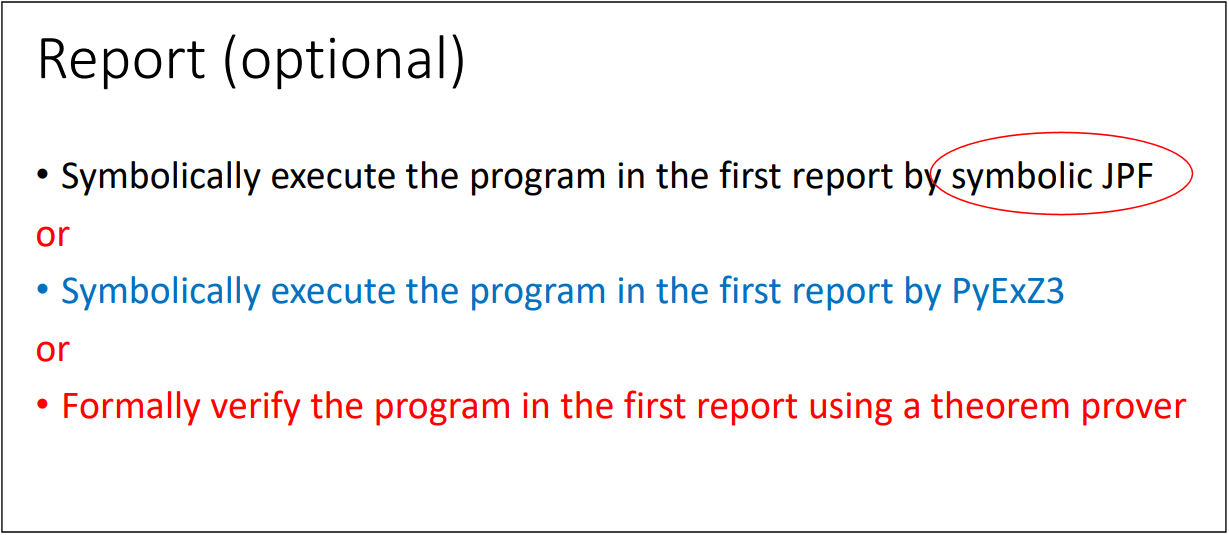 Report (optional)
• Symbolically execute the program in the first report by symbolic JPF
or
• Symbolically execute the program in the first report by PyExZ3
or
• Formally verify the program in the first report using a theorem prover